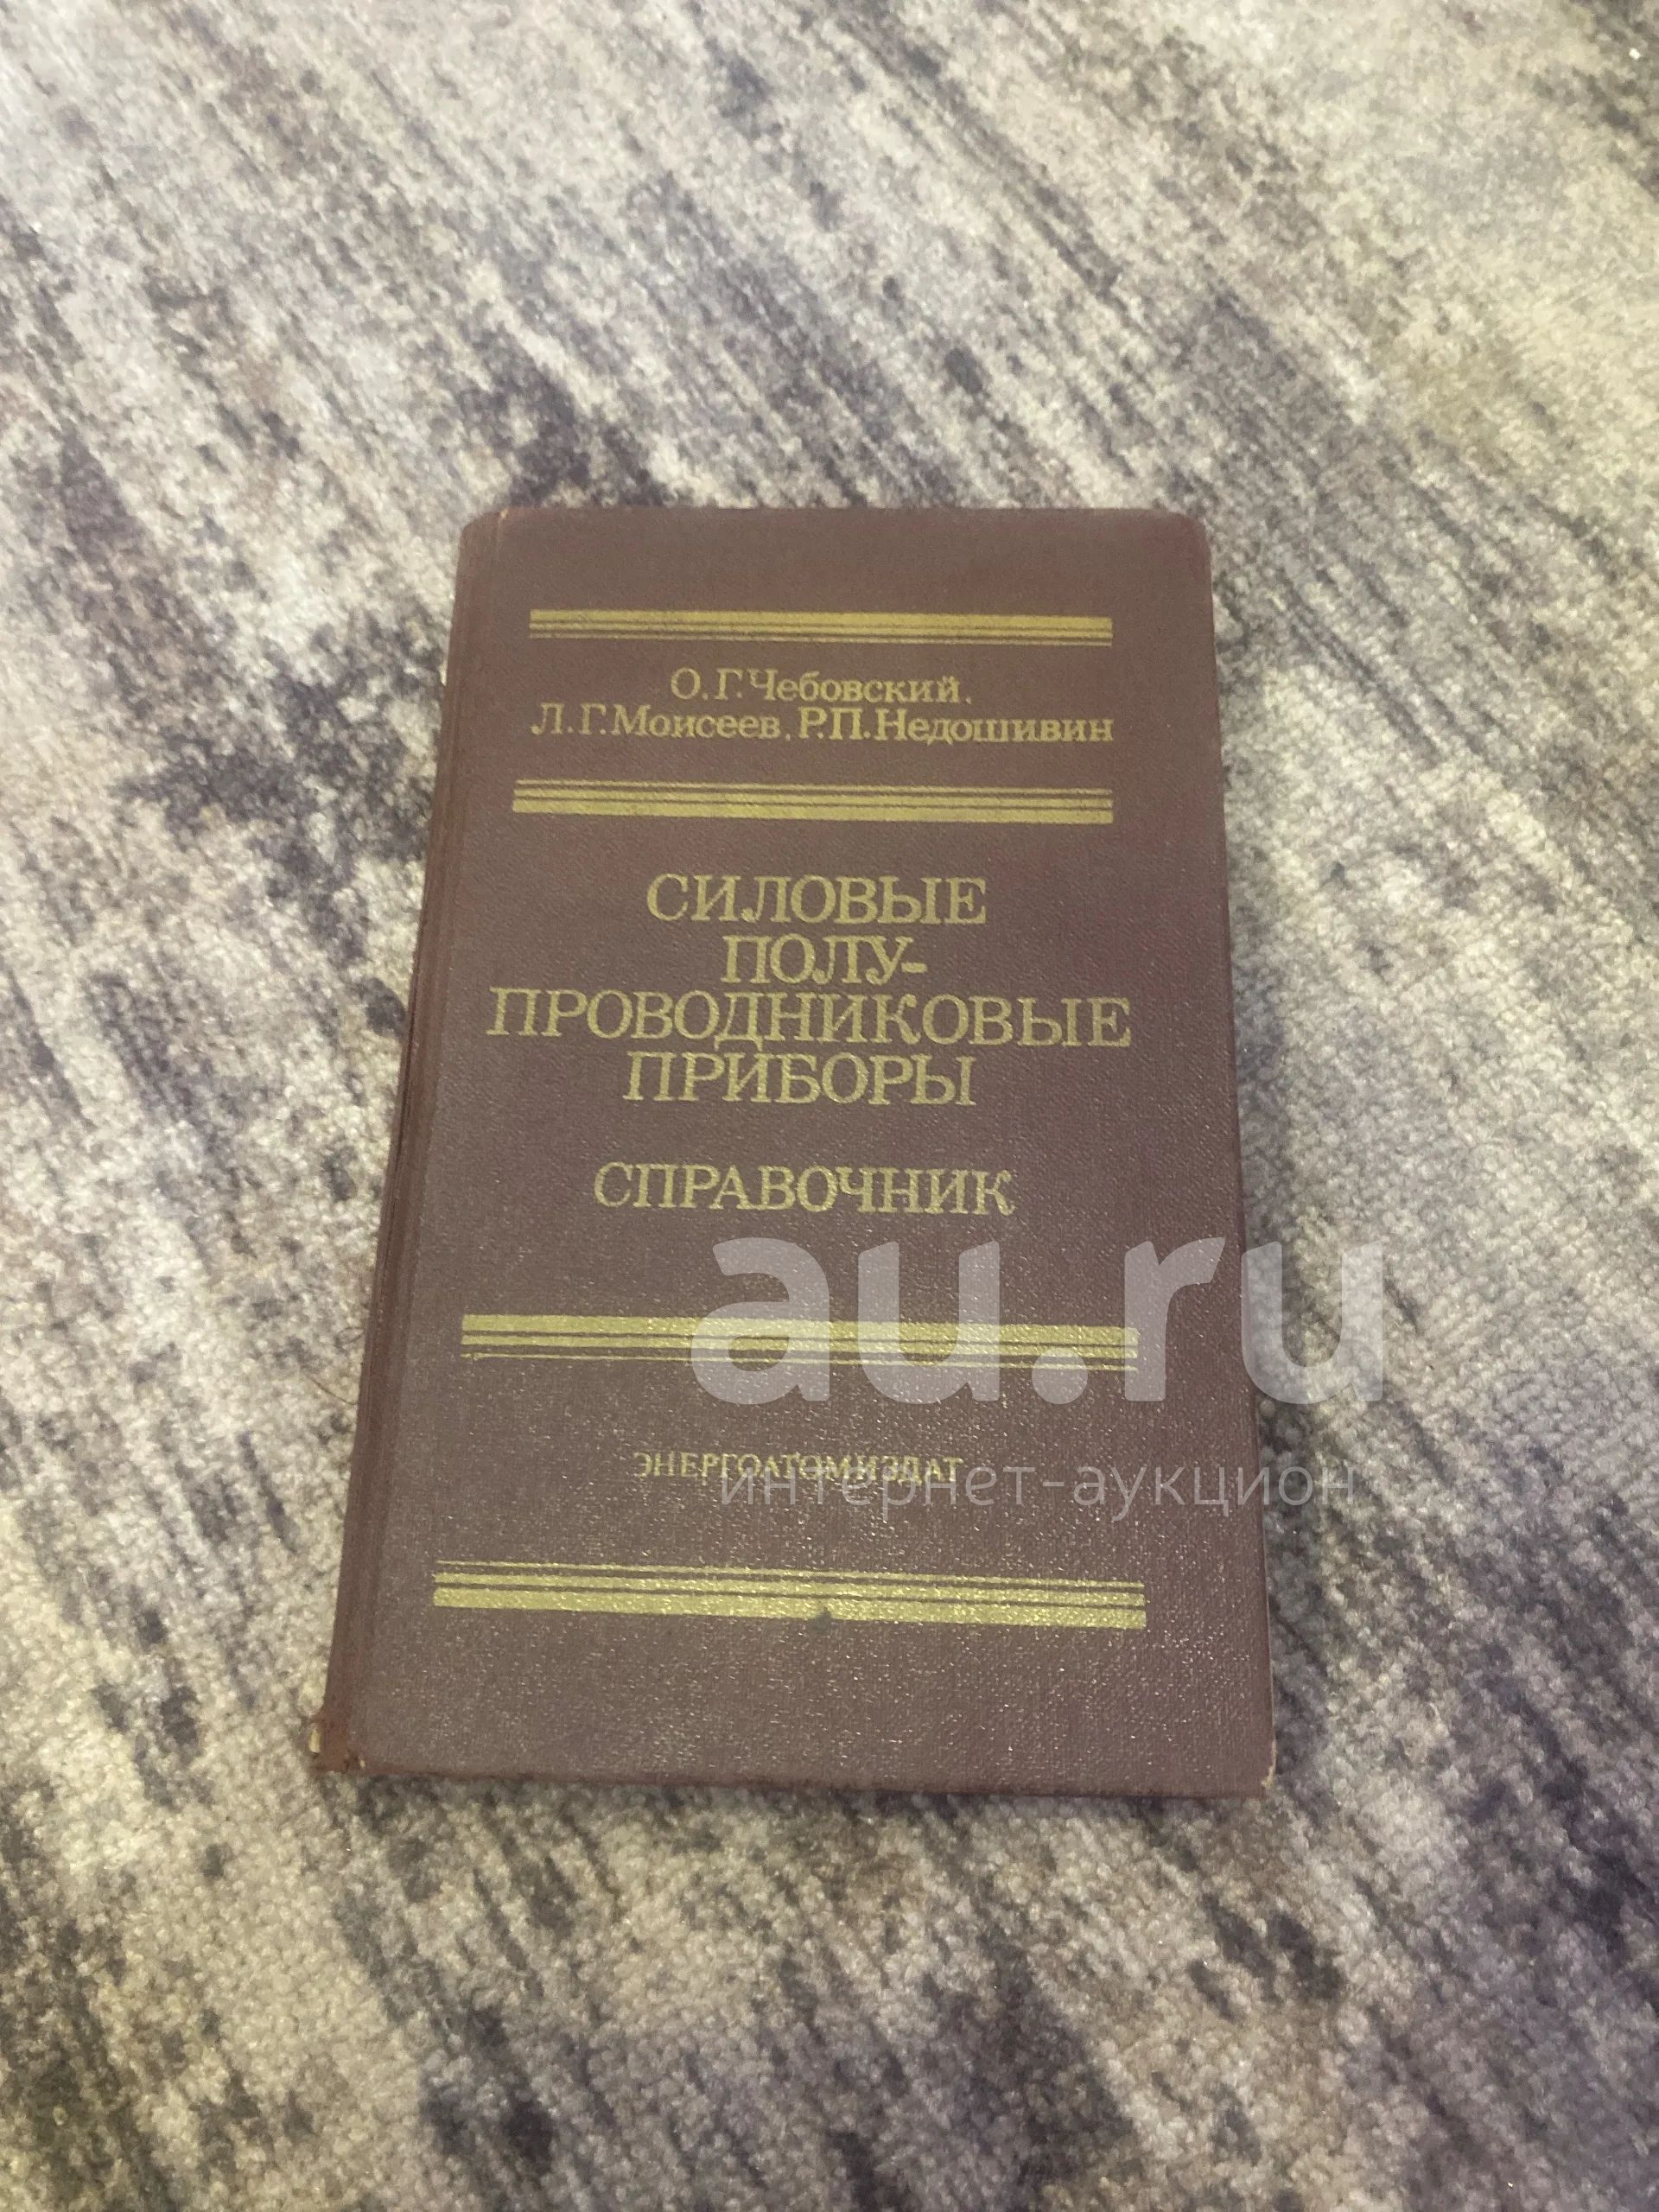 О. Г. Чебовский,
Л. Г. Моисеев, Р. П. Недошивин
СИЛОВЫЕ
ПОЛУ-
ПРОВОДНИКОВЫЕ
ПРИБОРЫ
СПРАВОЧНИК
au.ru
ЭНЕРГОАТОМИЗДАТ
интернет-аукцион